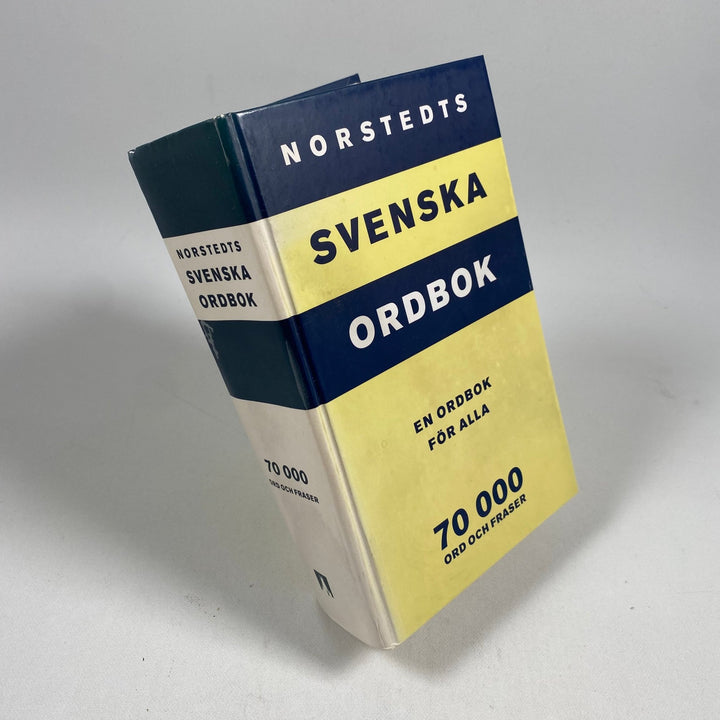 NORSTEDTS
SVENSKA
ORDBOK
70 000
ORD OCH FRASER
NORSTEDTS
SVENSKA
ORDBOK
EN ORDBOK
FÖR ALLA
70 000
ORD OCH FRASER